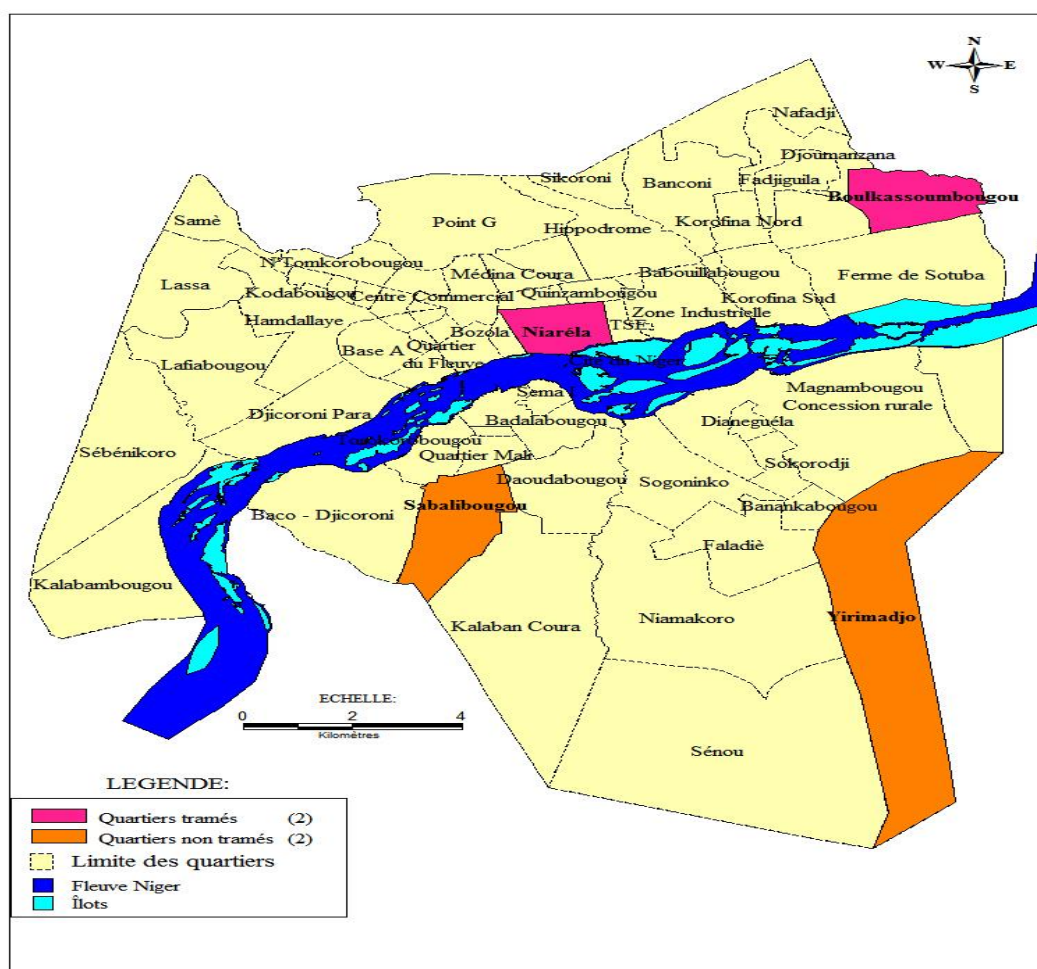 N
W E
S
Nafadji
Djoumanzana
Sikoroni
Banconi
Fadjiguila
Boulkassoumbougou
Samè
Point G
Hippodrome
Korofina Nord
N'Tomkorobougou
Médina Coura
Babouillabougou
Ferme de Sotuba
Lassa
Kodabougou
Centre Commercial
Quinzambougou
Korofina Sud
Hamdallaye
Bozola
Niaréla
TSF
Zone Industrielle
Base A
Quartier
du Fleuve
Lafiabougou
Sema I
Magnambougou
Concession rurale
Djicoroni Para
Badalabougou
Dianeguéla
Torokorobougou
Sébénikoro
Quartier Mali
Sokorodji
Daoudabougou
Sogoninko
Sabalibougou
Banankabougou
Baco - Djicoroni
Faladiè
Kalabambougou
Kalaban Coura
Niamakoro
Yirimadjo
Sénou
ECHELLE:
0 2 4
Kilomètres
LEGENDE:
Quartiers tramés (2)
Quartiers non tramés (2)
Limite des quartiers
Fleuve Niger
Îlots